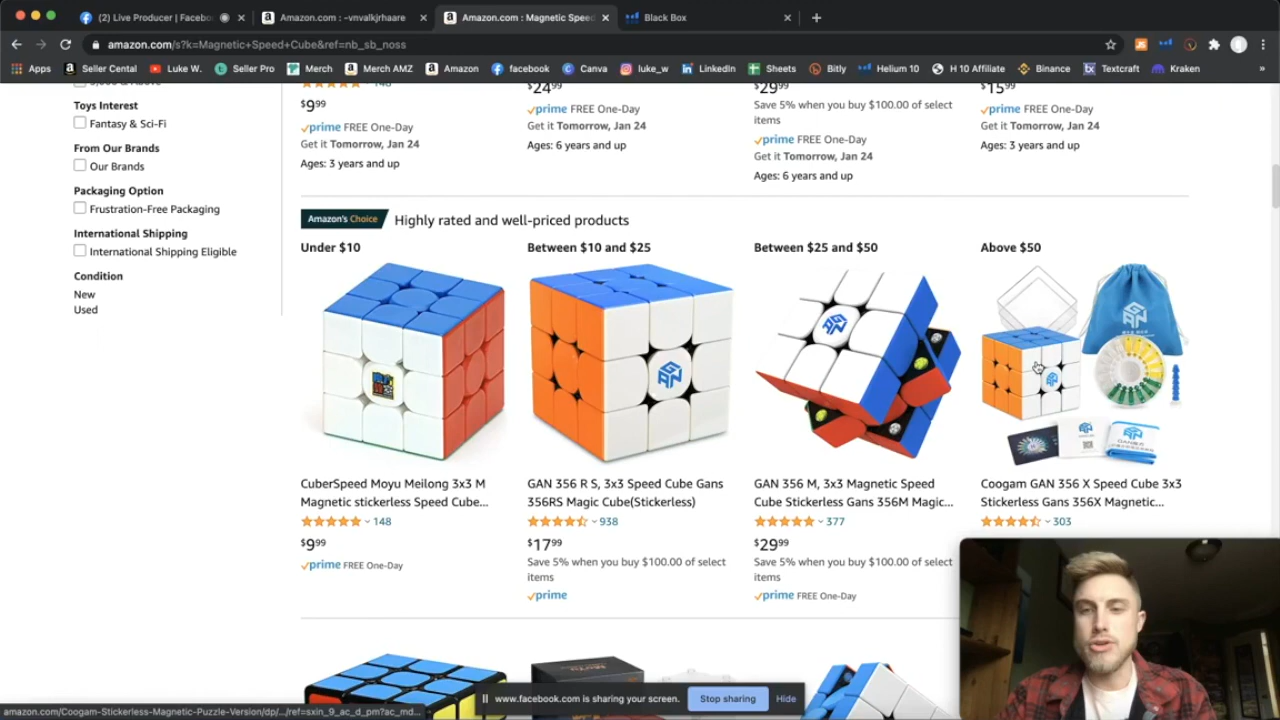 (2) Live Producer | Facebo
Amazon.com : ~vnvalkjrhaare
Amazon.com : Magnetic Speed
Black Box
amazon.com/s?k=Magnetic+Speed+Cube&ref=nb_sb_noss
Apps
Seller Cental
Luke W.
Seller Pro
Merch
Merch AMZ
Amazon
facebook
Canva
luke_w
LinkedIn
Sheets
Bitly
Helium 10
H 10 Affiliate
Binance
Textcraft
Kraken
»
Toys Interest
Fantasy & Sci-Fi
From Our Brands
Our Brands
Packaging Option
Frustration-Free Packaging
International Shipping
International Shipping Eligible
Condition
New
Used
$9.99
prime FREE One-Day
Get it Tomorrow, Jan 24
Ages: 3 years and up
$24.99
prime FREE One-Day
Get it Tomorrow, Jan 24
Ages: 6 years and up
$29.99
Save 5% when you buy $100.00 of select
items
prime FREE One-Day
Get it Tomorrow, Jan 24
Ages: 6 years and up
$15.99
prime FREE One-Day
Get it Tomorrow, Jan 24
Ages: 3 years and up
Amazon's Choice Highly rated and well-priced products
Under $10
CuberSpeed Moyu Meilong 3x3 M
Magnetic stickerless Speed Cube...
148
$9.99
prime FREE One-Day
Between $10 and $25
GAN
GAN 356 R S, 3x3 Speed Cube Gans
356RS Magic Cube(Stickerless)
938
$17.99
Save 5% when you buy $100.00 of select
items
prime
Between $25 and $50
GAN
GAN 356 M, 3x3 Magnetic Speed
Cube Stickerless Gans 356M Magic...
377
$29.99
Save 5% when you buy $100.00 of select
items
prime FREE One-Day
Above $50
GAN
Coogam GAN 356 X Speed Cube 3x3
Stickerless Gans 356X Magnetic...
303
www.facebook.com is sharing your screen.
Stop sharing
Hide
amazon.com/Coogam-Stickerless-Magnetic-Puzzle-Version/dp/.../ref=sxin_9_ac_d_pm?ac_md...